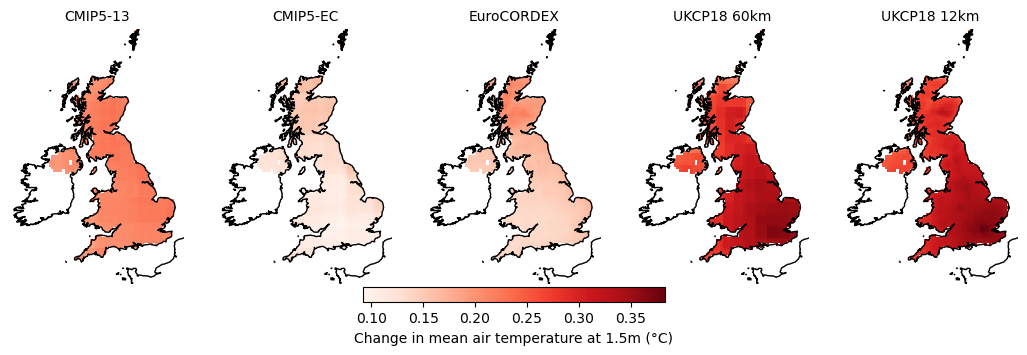 CMIP5-13 CMIP5-EC EuroCORDEX UKCP18 60km UKCP18 12km
0.10 0.15 0.20 0.25 0.30 0.35
Change in mean air temperature at 1.5m (°C)